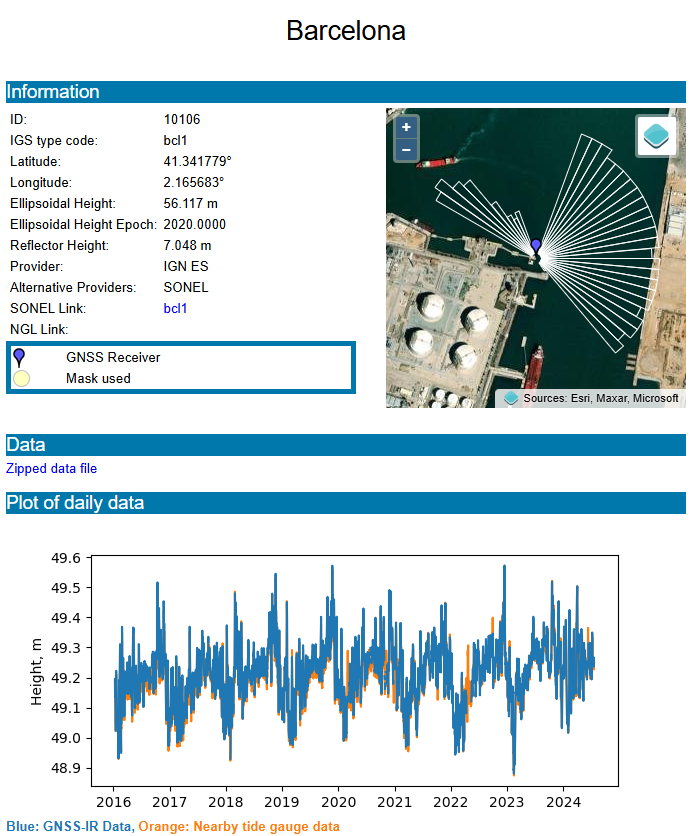 Barcelona
Information
ID: 10106
IGS type code: bcl1
Latitude: 41.341779°
Longitude: 2.165683°
Ellipsoidal Height: 56.117 m
Ellipsoidal Height Epoch: 2020.0000
Reflector Height: 7.048 m
Provider: IGN ES
Alternative Providers: SONEL
SONEL Link: bcl1
NGL Link:
GNSS Receiver
Mask used
+
−
Sources: Esri, Maxar, Microsoft
Data
Zipped data file
Plot of daily data
49.6
49.5
49.4
49.3
49.2
49.1
49.0
48.9
Height, m
2016 2017 2018 2019 2020 2021 2022 2023 2024
Blue: GNSS-IR Data, Orange: Nearby tide gauge data